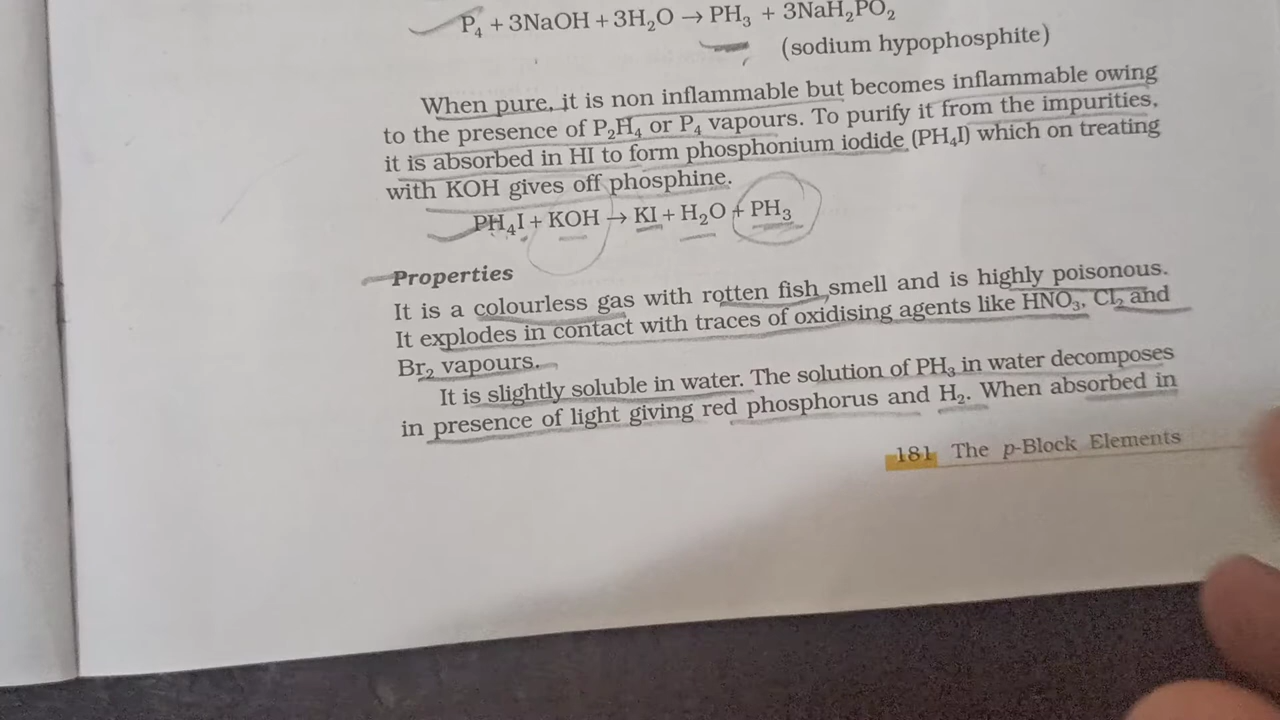 P₄ + 3NaOH + 3H₂O → PH₃ + 3NaH₂PO₂
(sodium hypophosphite)
When pure, it is non inflammable but becomes inflammable owing
to the presence of P₂H₄ or P₄ vapours. To purify it from the impurities,
it is absorbed in HI to form phosphonium iodide (PH₄I) which on treating
with KOH gives off phosphine.
PH₄I + KOH → KI + H₂O + PH₃
Properties
It is a colourless gas with rotten fish smell and is highly poisonous.
It explodes in contact with traces of oxidising agents like HNO₃, Cl₂ and
Br₂ vapours.
It is slightly soluble in water. The solution of PH₃ in water decomposes
in presence of light giving red phosphorus and H₂. When absorbed in
181 The p-Block Elements